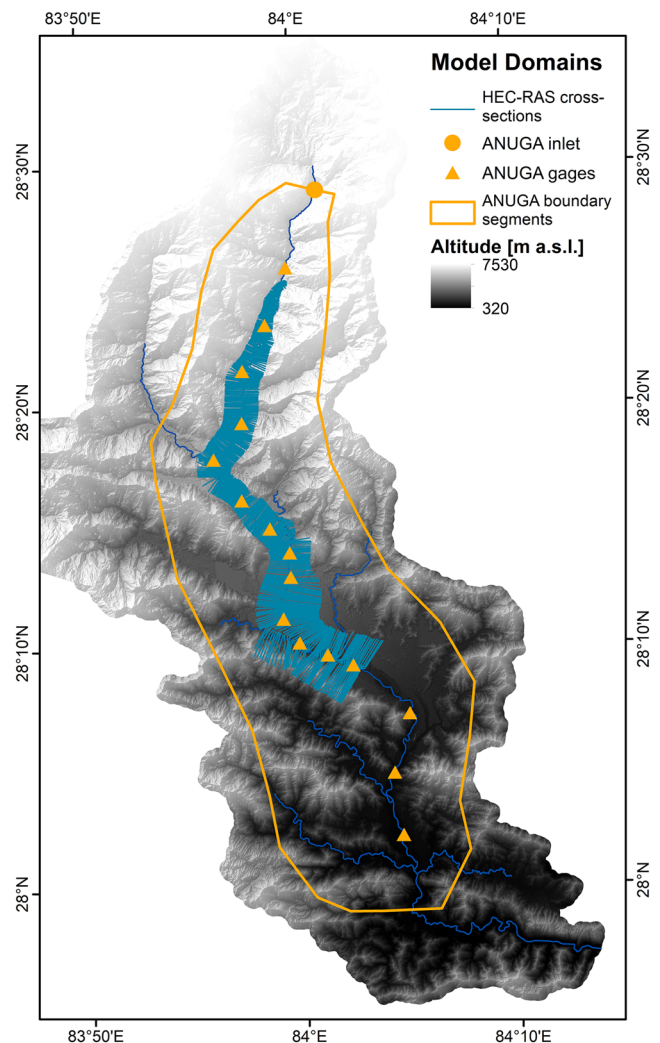 83°50'E 84°E 84°10'E
Model Domains
HEC-RAS cross-
sections
ANUGA inlet
ANUGA gages
ANUGA boundary
segments
Altitude [m a.s.l.]
7530
320
28°30'N 28°30'N
28°20'N 28°20'N
28°10'N 28°10'N
28°N 28°N
83°50'E 84°E 84°10'E